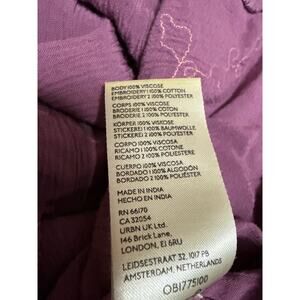 BODY 100% VISCOSE
EMBROIDERY 1 100% COTTON
EMBROIDERY 2 100% POLYESTER
CORPS 100% VISCOSE
BRODERIE 1 100% COTON
BRODERIE 2 100% POLYESTER
KÖRPER 100% VISKOSE
STICKEREI 1 100% BAUMWOLLE
STICKEREI 2 100% POLYESTER
CORPO 100% VISCOSA
RICAMO 1 100% COTONE
RICAMO 2 100% POLIESTERE
CUERPO 100% VISCOSA
BORDADO 1 100% ALGODÓN
BORDADO 2 100% POLIÉSTER
MADE IN INDIA
HECHO EN INDIA
RN 66170
CA 32054
URBN UK Ltd.
146 Brick Lane,
LONDON, E1 6RU
LEIDSESTRAAT 32, 1017 PB
AMSTERDAM, NETHERLANDS
OB1775100